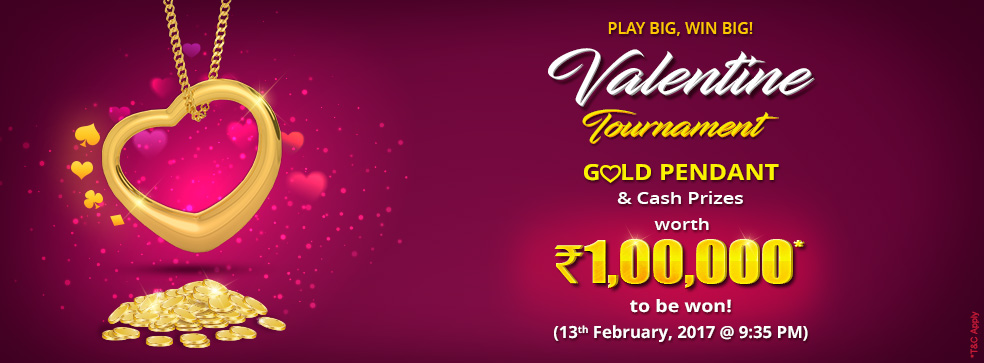 PLAY BIG, WIN BIG!
Valentine
Tournament
G♡LD PENDANT
& Cash Prizes
worth
₹1,00,000*
to be won!
(13th February, 2017 @ 9:35 PM)
*T&C Apply